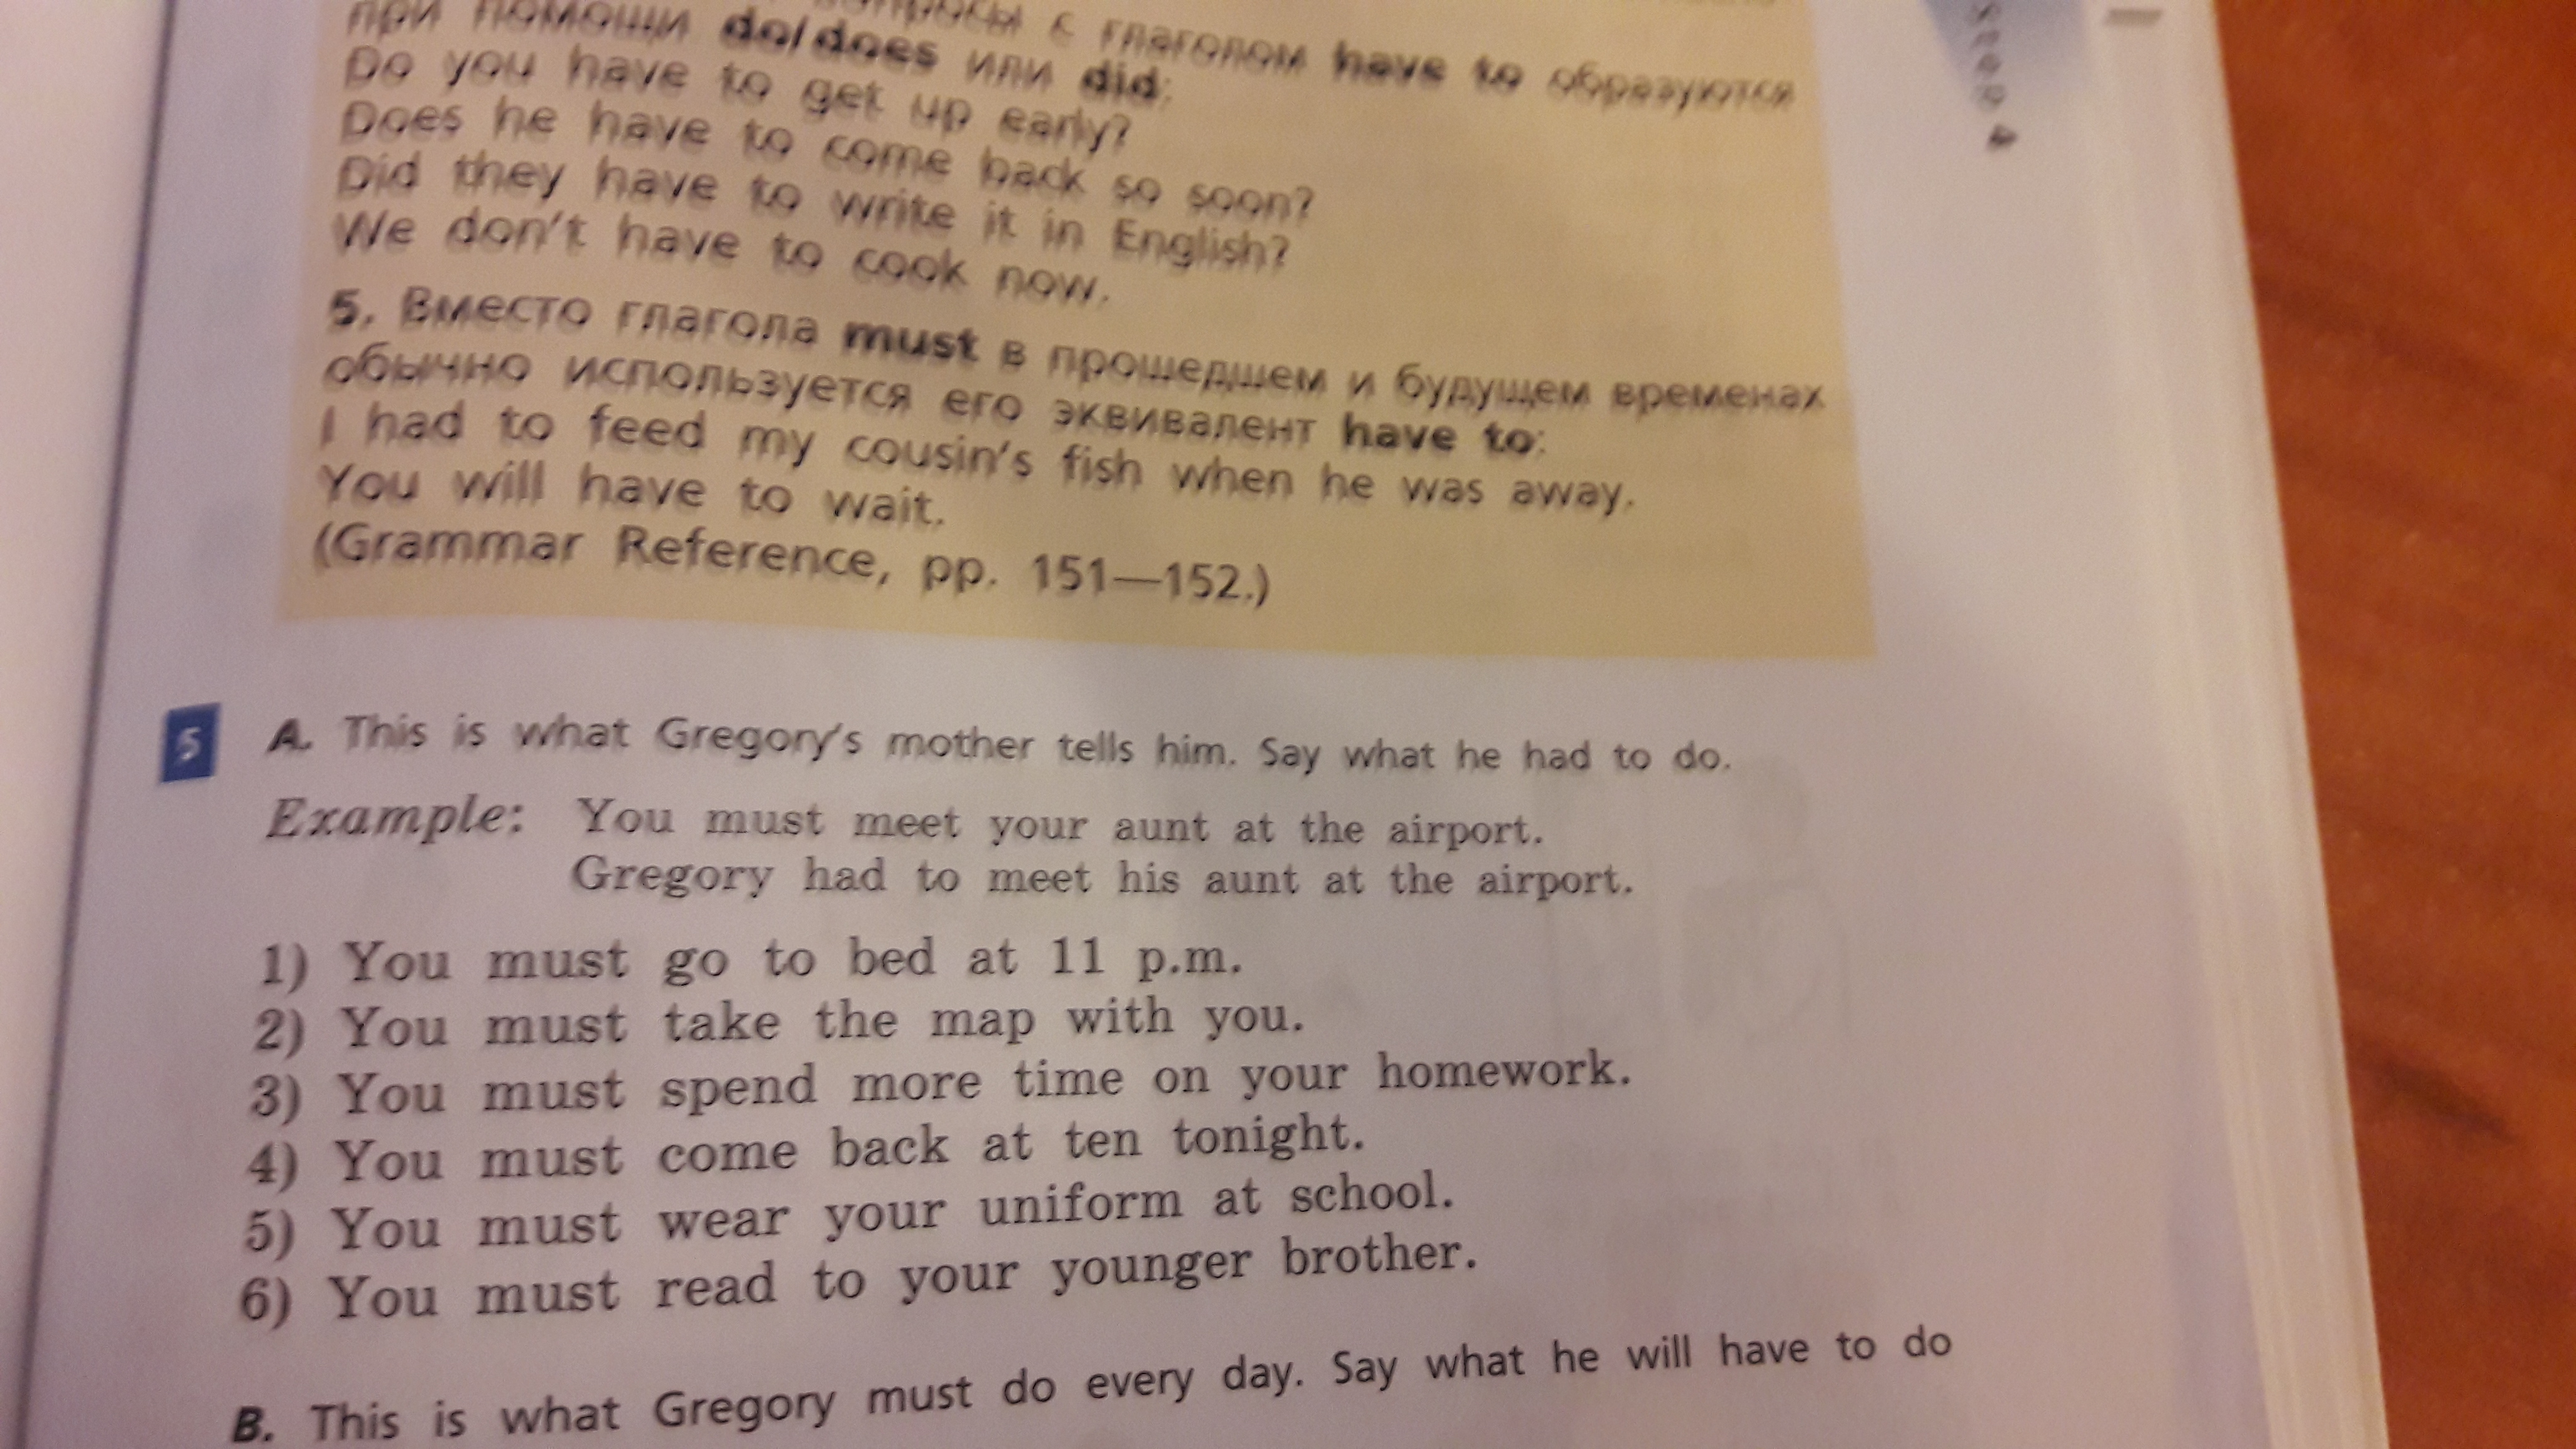 вопросы с глаголом have to образуются
при помощи do/does или did:
Do you have to get up early?
Does he have to come back so soon?
Did they have to write it in English?
We don't have to cook now.
5. Вместо глагола must в прошедшем и будущем временах
обычно используется его эквивалент have to:
I had to feed my cousin's fish when he was away.
You will have to wait.
(Grammar Reference, pp. 151—152.)
Step 4
5 A. This is what Gregory's mother tells him. Say what he had to do.
Example: You must meet your aunt at the airport.
Gregory had to meet his aunt at the airport.
1) You must go to bed at 11 p.m.
2) You must take the map with you.
3) You must spend more time on your homework.
4) You must come back at ten tonight.
5) You must wear your uniform at school.
6) You must read to your younger brother.
B. This is what Gregory must do every day. Say what he will have to do